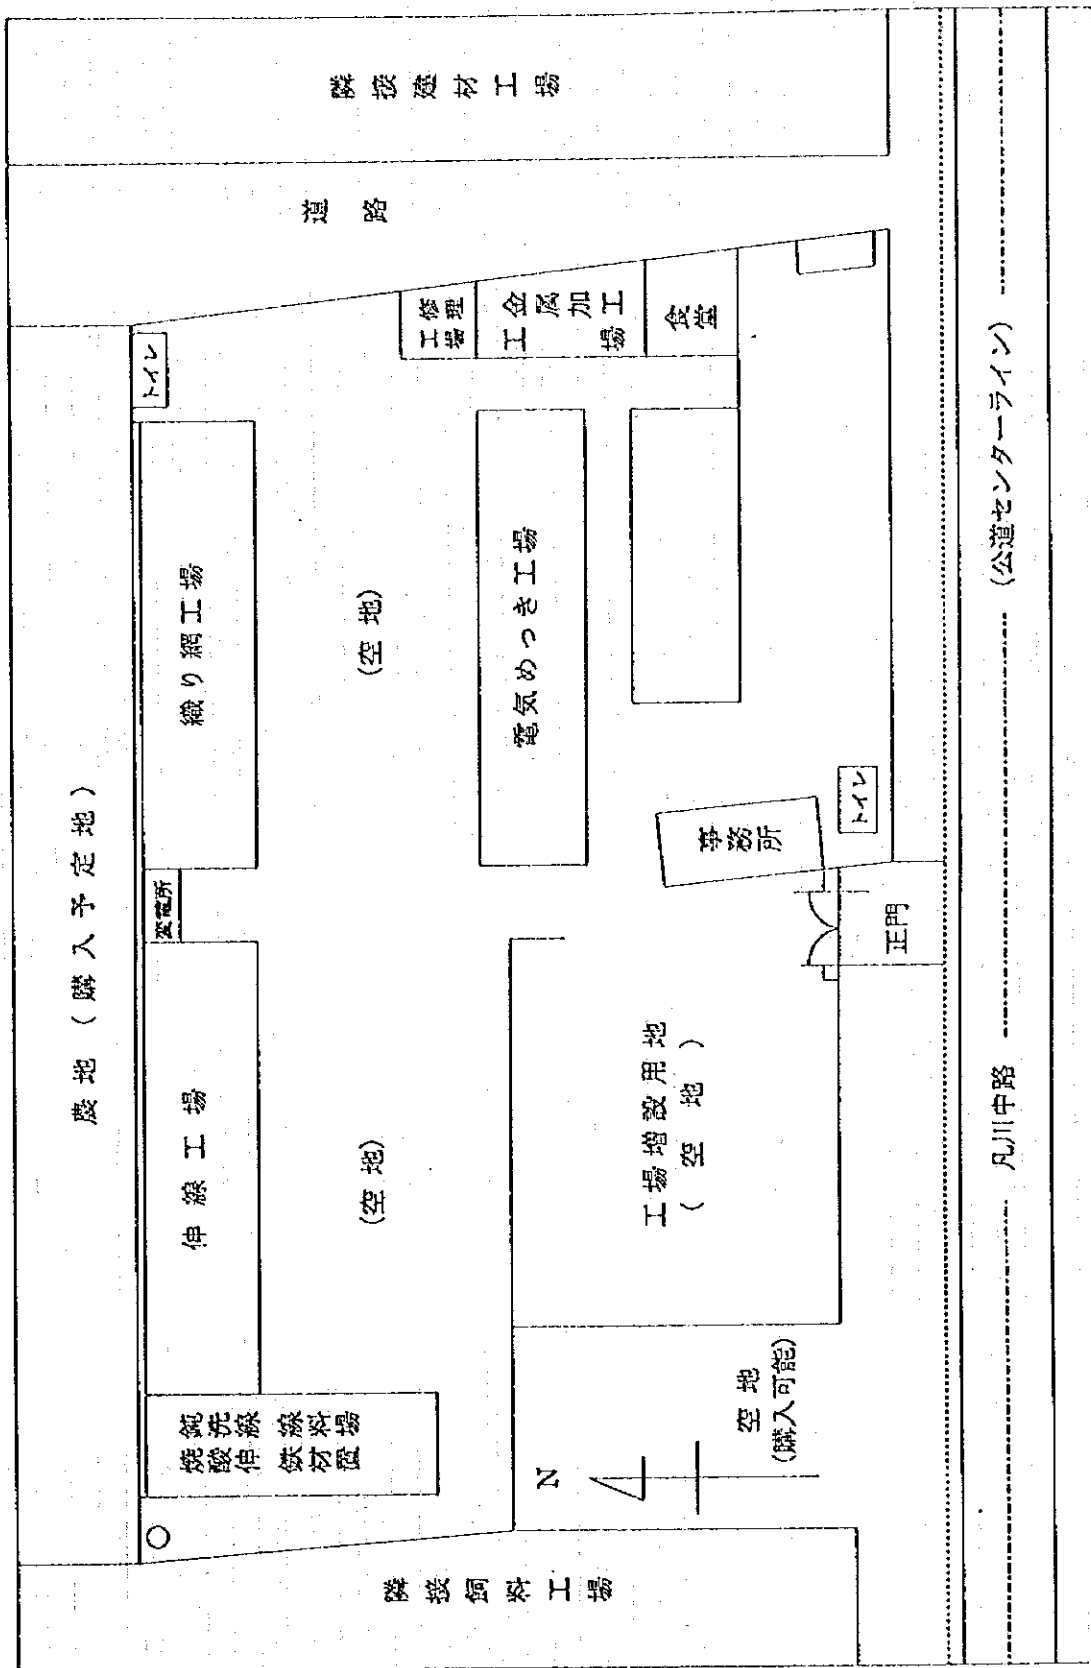 農地（購入予定地）
トイレ
織り網工場
変電所
伸線工場
焼鈍
酸洗
伸線
鉄線
材料
置場
(空地)
(空地)
道路
隣接建材工場
修理
工場
金属加工
工場
食堂
電気めっき工場
事務所
トイレ
正門
工場増設用地
（空地）
空地
(購入可能)
N
隣接飼料工場
凡川中路
(公道センターライン)